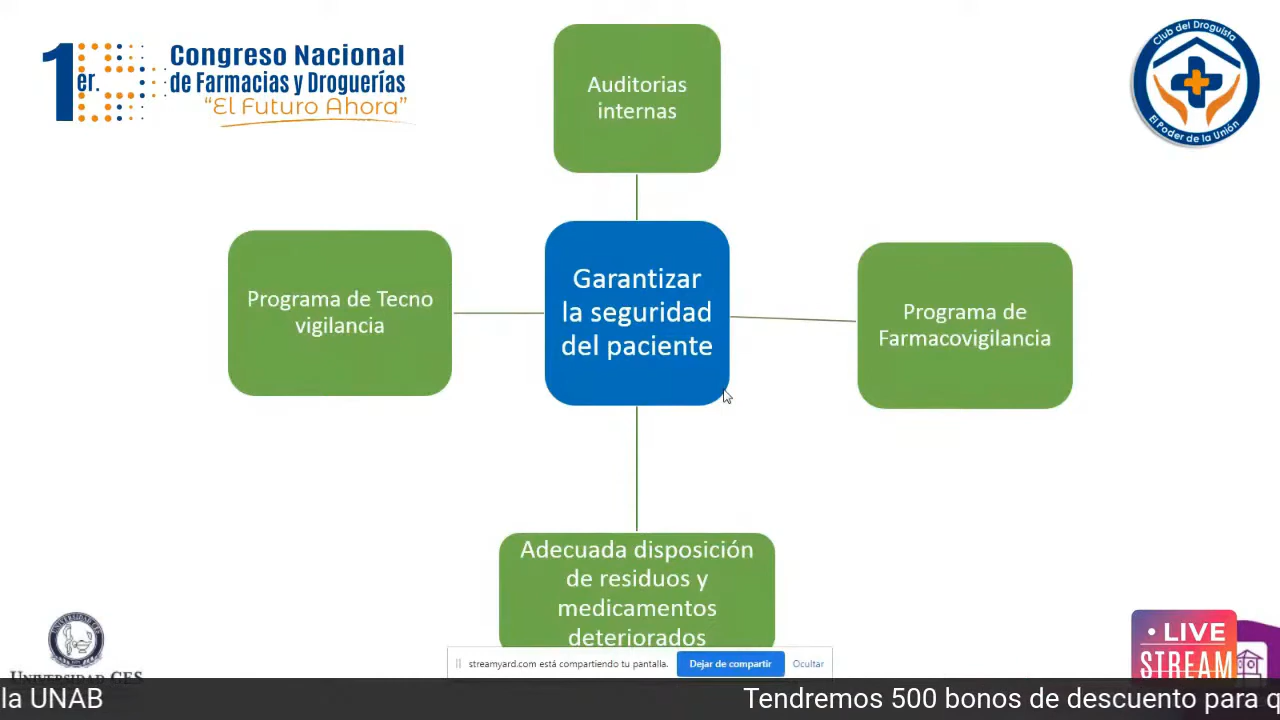 1er.
Congreso Nacional
de Farmacias y Droguerías
“El Futuro Ahora”
Club del Droguista
El Poder de la Unión
Auditorias
internas
Programa de Tecno
vigilancia
Garantizar
la seguridad
del paciente
Programa de
Farmacovigilancia
Adecuada disposición
de residuos y
medicamentos
deteriorados
streamyard.com está compartiendo tu pantalla.
Dejar de compartir
Ocultar
UNIVERSIDAD CES
• LIVE
STREAM
la UNAB
Tendremos 500 bonos de descuento para q